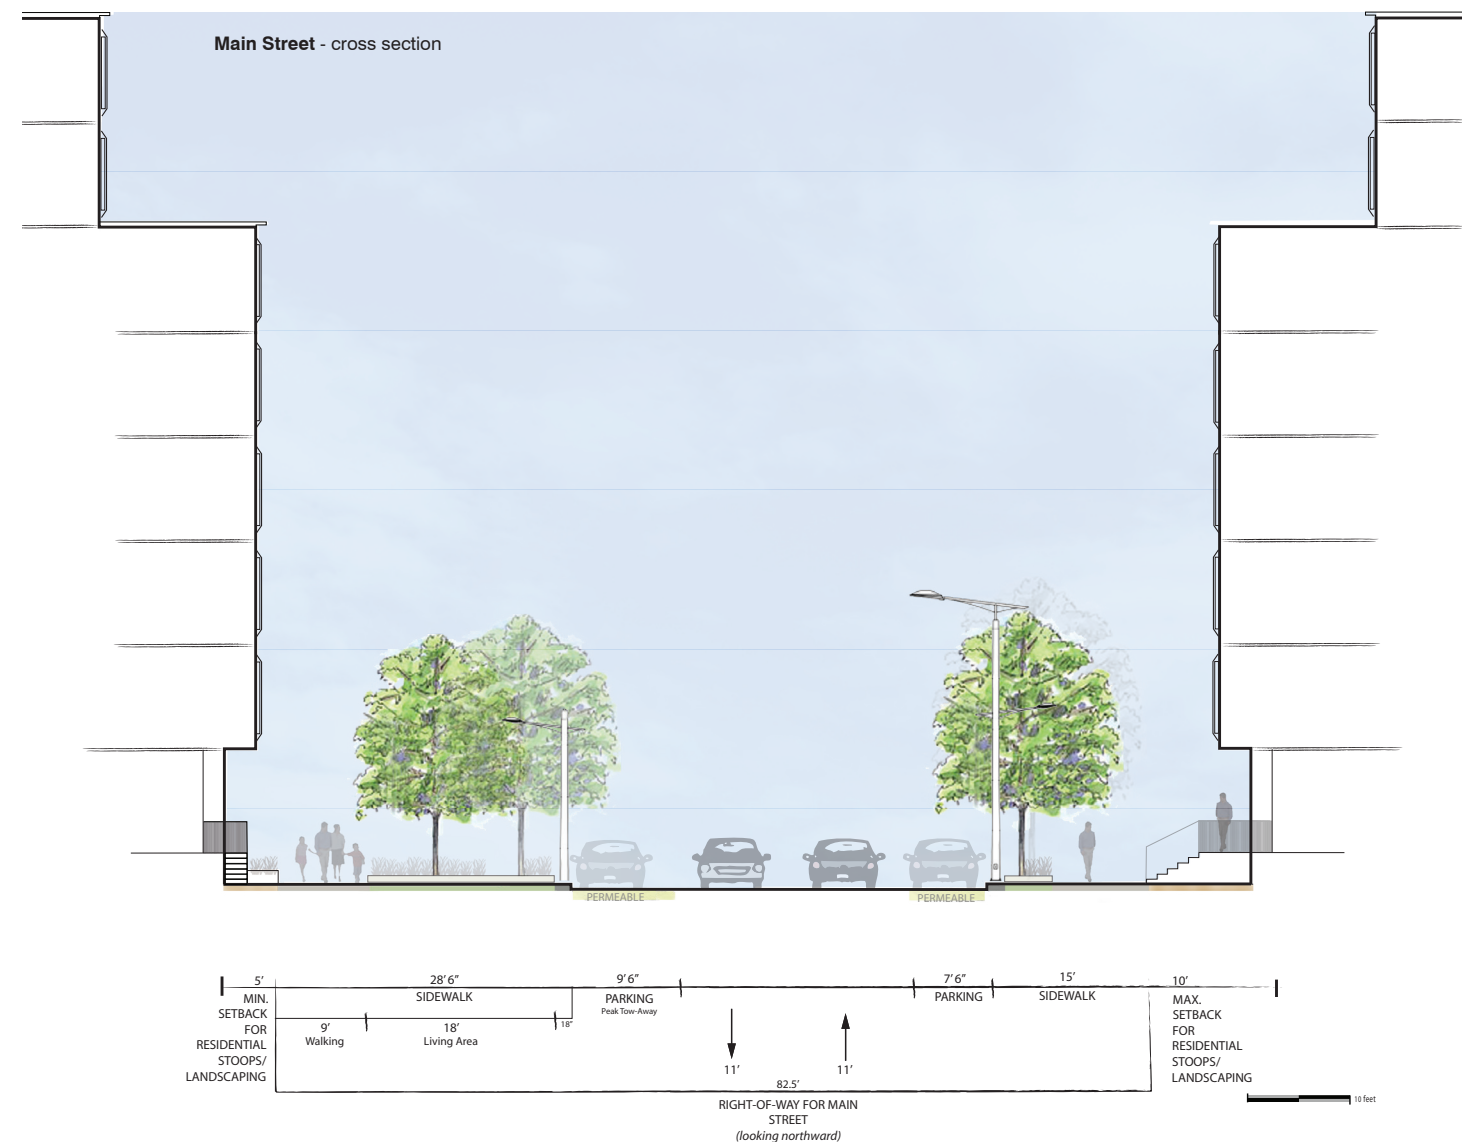 Main Street - cross section
PERMEABLE
PERMEABLE
5’
28’ 6”
9’ 6”
7’ 6”
15’
10’
MIN.
SETBACK
FOR
RESIDENTIAL
STOOPS/
LANDSCAPING
SIDEWALK
9’
Walking
18’
Living Area
18”
PARKING
Peak Tow-Away
11’
11’
PARKING
SIDEWALK
MAX.
SETBACK
FOR
RESIDENTIAL
STOOPS/
LANDSCAPING
82.5’
RIGHT-OF-WAY FOR MAIN
STREET
(looking northward)
10 feet